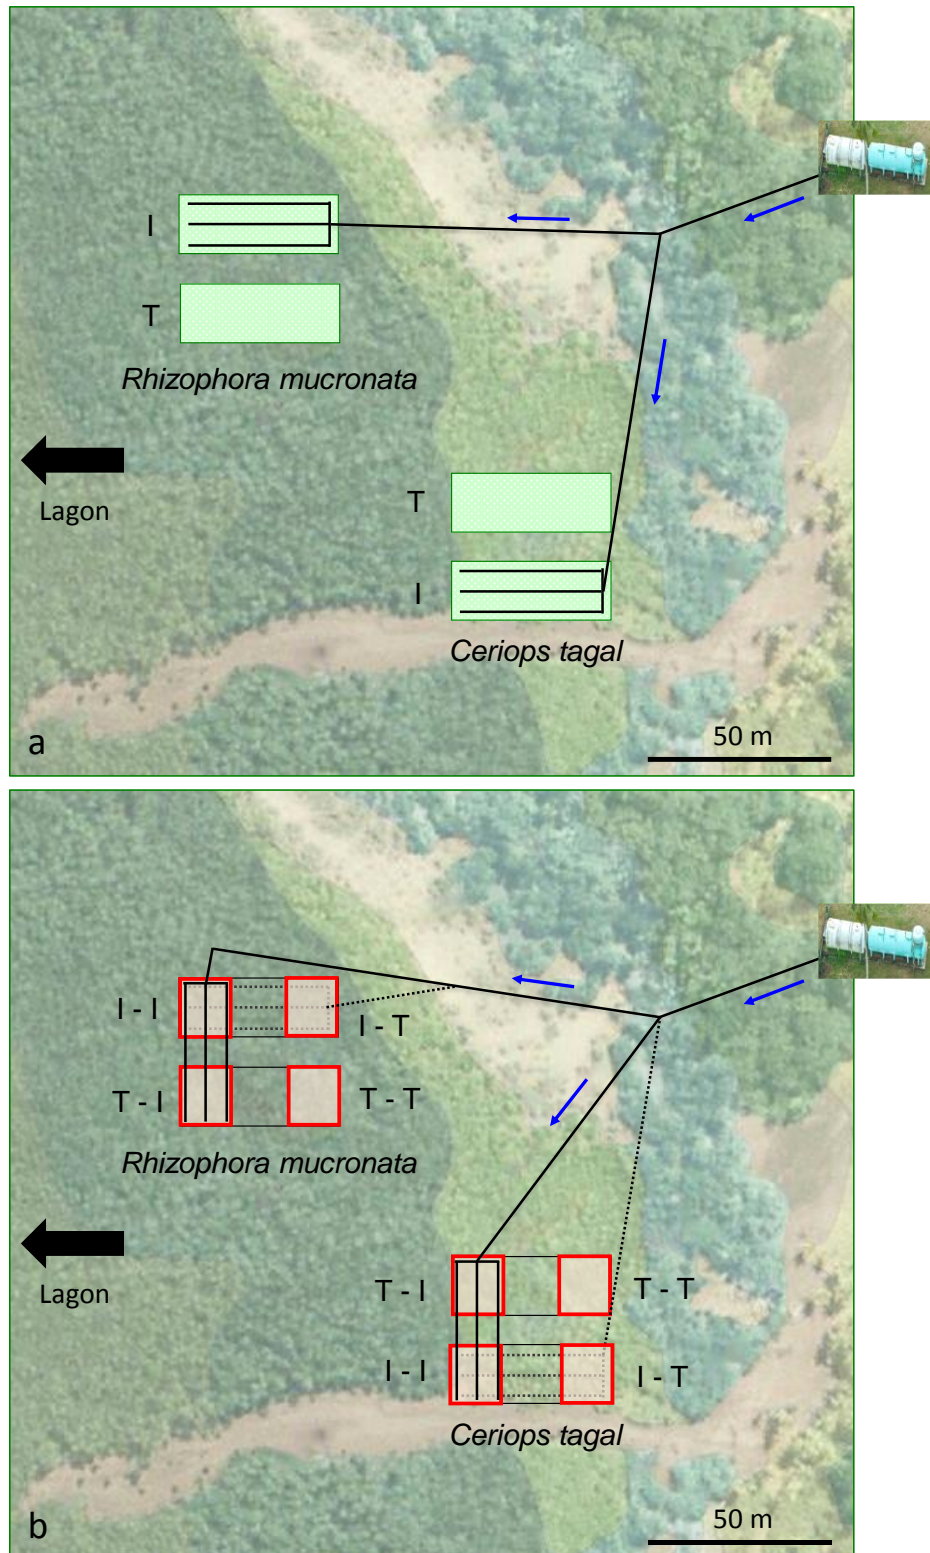 I
T
Rhizophora mucronata
Lagon
T
I
Ceriops tagal
a
50 m
I - I
I - T
T - I
T - T
Rhizophora mucronata
Lagon
T - I
T - T
I - I
I - T
Ceriops tagal
b
50 m